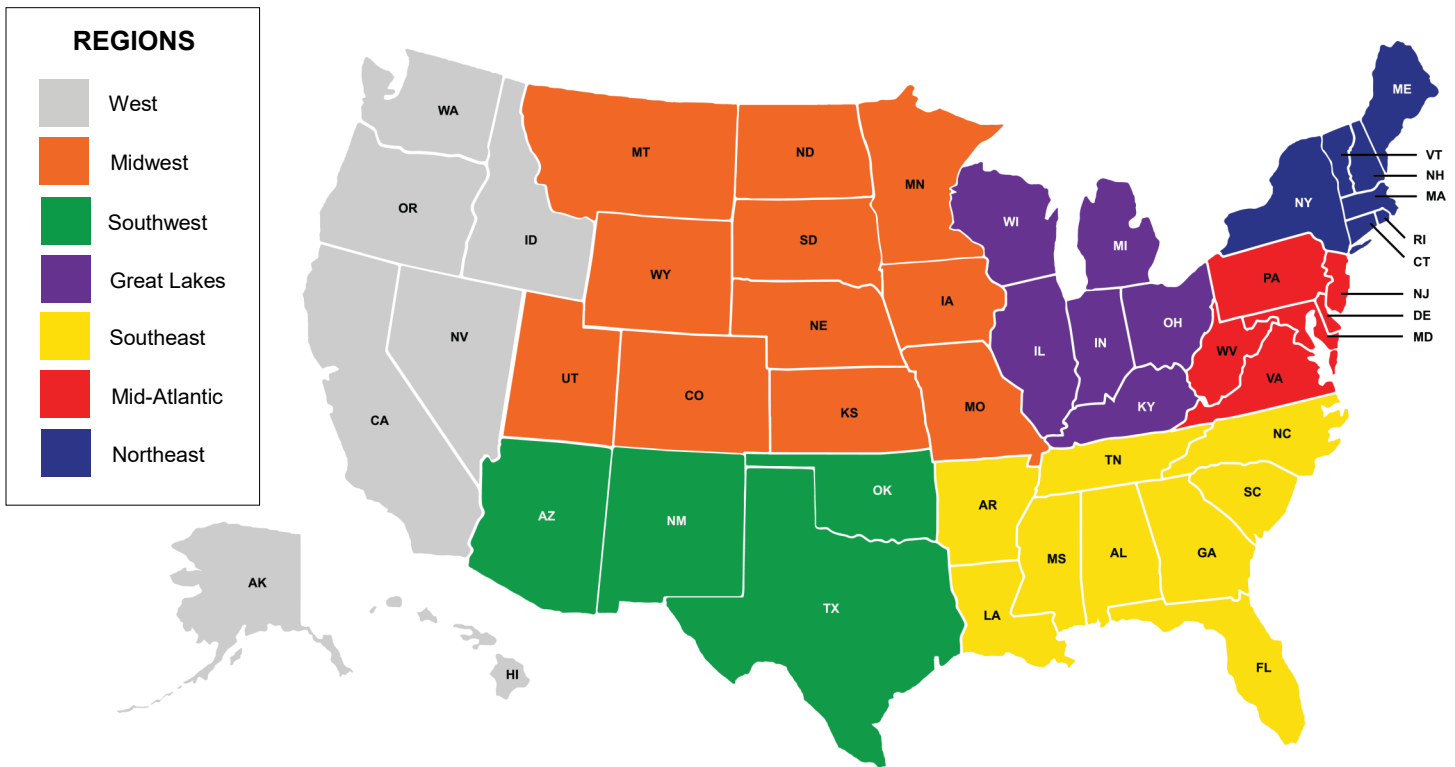 REGIONS
West
Midwest
Southwest
Great Lakes
Southeast
Mid-Atlantic
Northeast
WA
OR
ID
NV
CA
AK
HI
MT
ND
MN
SD
WY
NE
IA
UT
CO
KS
MO
AZ
NM
OK
TX
WI
MI
IL
IN
OH
KY
TN
NC
SC
AR
MS
AL
GA
LA
FL
PA
WV
VA
NY
ME
VT
NH
MA
RI
CT
NJ
DE
MD